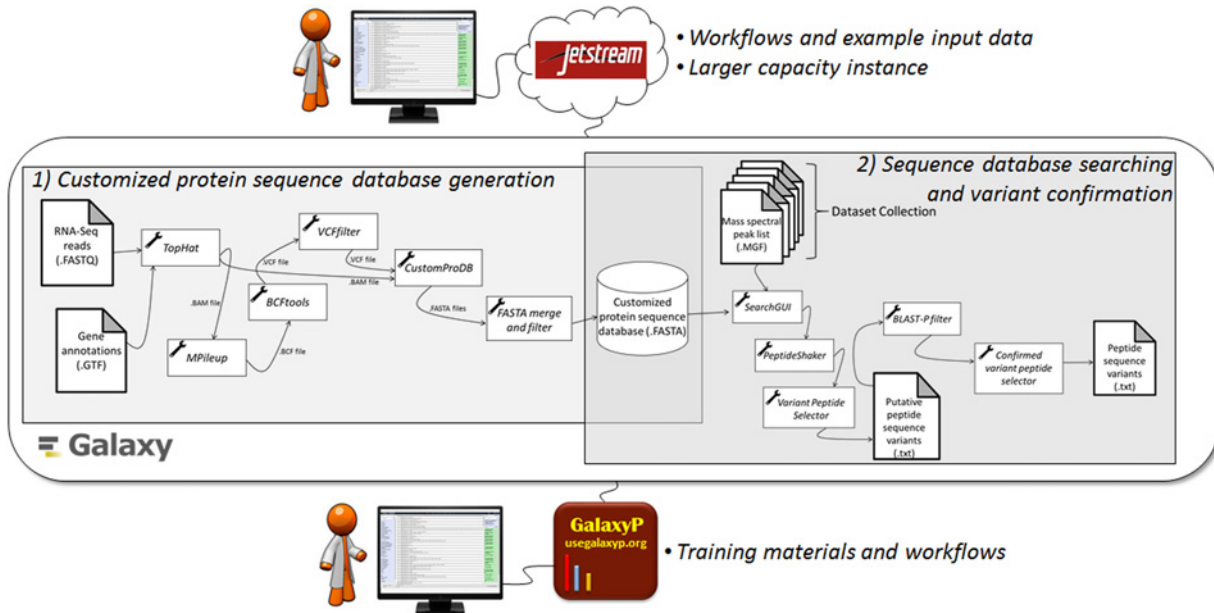 Jetstream
• Workflows and example input data
• Larger capacity instance
1) Customized protein sequence database generation
2) Sequence database searching
and variant confirmation
RNA-Seq
reads
(.FASTQ)
Gene
annotations
(.GTF)
TopHat
.BAM file
MPileup
.BCF file
BCFtools
.VCF file
VCFfilter
.VCF file
.BAM file
CustomProDB
.FASTA files
FASTA merge
and filter
Customized
protein sequence
database (.FASTA)
Mass spectral
peak list
(.MGF)
Dataset Collection
SearchGUI
PeptideShaker
Variant Peptide
Selector
Putative
peptide
sequence
variants
(.txt)
BLAST-P filter
Confirmed
variant peptide
selector
Peptide
sequence
variants
(.txt)
Galaxy
GalaxyP
usegalaxyp.org
• Training materials and workflows